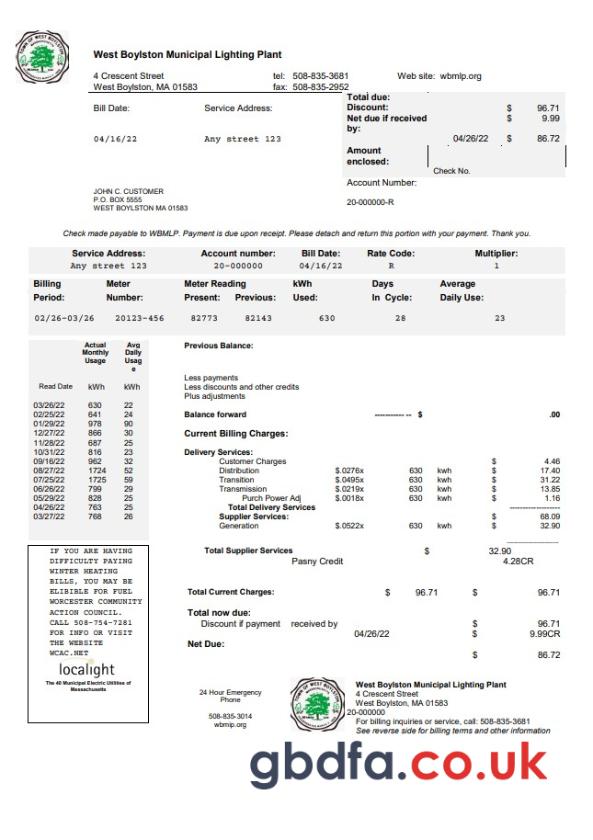 West Boylston Municipal Lighting Plant
4 Crescent Street tel: 508-835-3681 Web site: wbmlp.org
West Boylston, MA 01583 fax: 508-835-2952
Total due:
Bill Date: Service Address: Discount: $ 96.71
Net due if received $ 9.99
by:
04/16/22 Any street 123 04/26/22 $ 86.72
Amount
enclosed:
Check No.
Account Number:
JOHN C. CUSTOMER
P.O. BOX 5555 20-000000-R
WEST BOYLSTON MA 01583
Check made payable to WBMLP. Payment is due upon receipt. Please detach and return this portion with your payment. Thank you.
Service Address: Account number: Bill Date: Rate Code: Multiplier:
Any street 123 20-000000 04/16/22 R 1
Billing Meter Meter Reading kWh Days Average
Period: Number: Present: Previous: Used: In Cycle: Daily Use:
02/26-03/26 20123-456 82773 82143 630 28 23
Actual Avg
Monthly Daily
Usage Usag
e
Read Date kWh kWh
03/26/22 630 22
02/25/22 641 24
01/29/22 978 90
12/27/22 866 30
11/28/22 687 25
10/31/22 816 23
09/16/22 962 32
08/27/22 1724 52
07/25/22 1725 59
06/26/22 799 29
05/29/22 828 25
04/26/22 763 25
03/27/22 768 26
Previous Balance:
Less payments
Less discounts and other credits
Plus adjustments
Balance forward ----------- -- $ .00
Current Billing Charges:
Delivery Services:
Customer Charges $ 4.46
Distribution $.0276x 630 kwh $ 17.40
Transition $.0495x 630 kwh $ 31.22
Transmission $.0219x 630 kwh $ 13.85
Purch Power Adj $.0018x 630 kwh $ 1.16
Total Delivery Services
Supplier Services: $ 68.09
Generation $.0522x 630 kwh $ 32.90
Total Supplier Services $ 32.90
Pasny Credit 4.28CR
Total Current Charges: $ 96.71 $ 96.71
Total now due:
Discount if payment received by $ 96.71
04/26/22 $ 9.99CR
Net Due:
$ 86.72
IF YOU ARE HAVING
DIFFICULTY PAYING
WINTER HEATING
BILLS, YOU MAY BE
ELIBIBLE FOR FUEL
WORCESTER COMMUNITY
ACTION COUNCIL.
CALL 508-754-7281
FOR INFO OR VISIT
THE WEBSITE
WCAC.NET
localight
The 40 Municipal Electric Utilities of
Massachusetts
24 Hour Emergency
Phone
508-835-3014
wbmlp.org
West Boylston Municipal Lighting Plant
4 Crescent Street
West Boylston, MA 01583
20-000000
For billing inquiries or service, call: 508-835-3681
See reverse side for billing terms and other information
gbdfa.co.uk